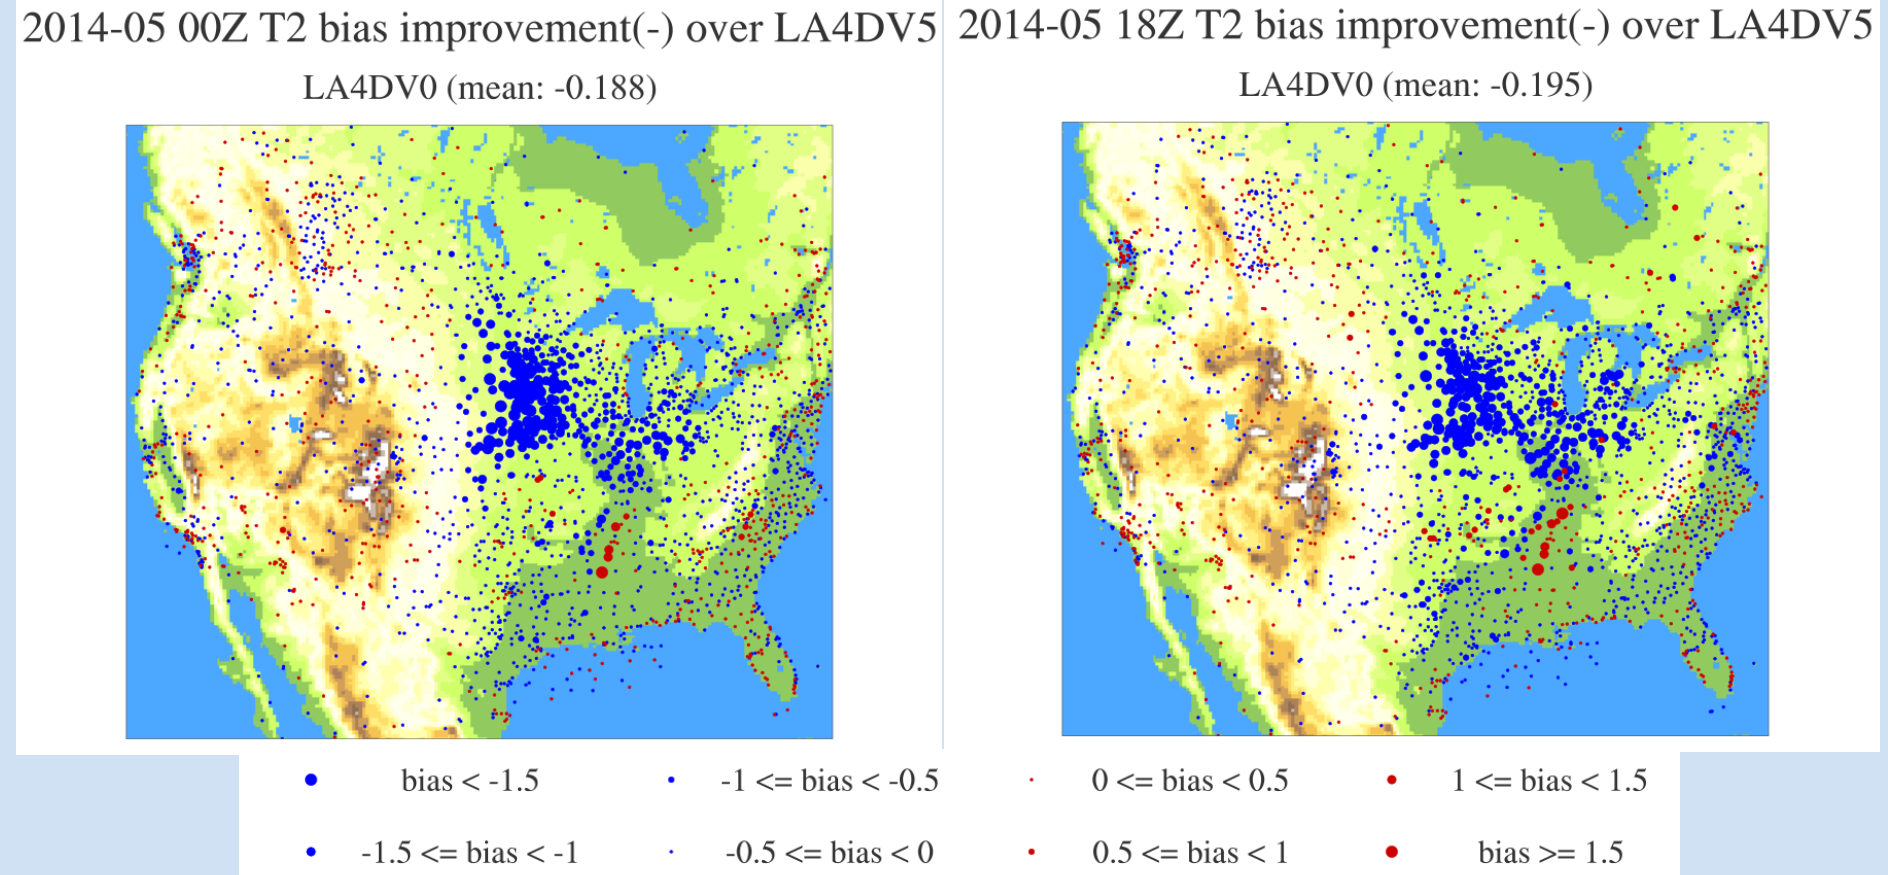 2014-05 00Z T2 bias improvement(-) over LA4DV5
LA4DV0 (mean: -0.188)
2014-05 18Z T2 bias improvement(-) over LA4DV5
LA4DV0 (mean: -0.195)
bias < -1.5
-1 <= bias < -0.5
0 <= bias < 0.5
1 <= bias < 1.5
-1.5 <= bias < -1
-0.5 <= bias < 0
0.5 <= bias < 1
bias >= 1.5